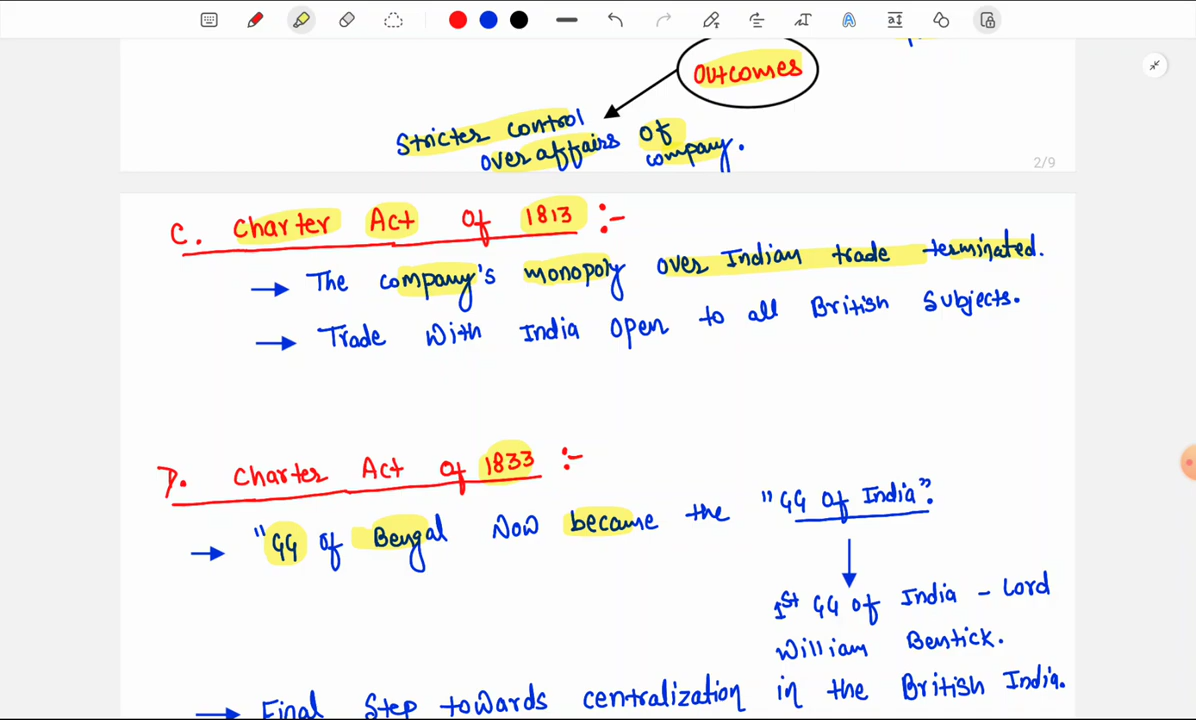 Outcomes
Stricter control
over affairs of
company.
2/9
C. Charter Act Of 1813 :-
→ The company's monopoly over Indian trade terminated.
→ Trade With India Open to all British Subjects.
D. Charter Act Of 1833 :-
→ "GG Of Bengal Now became the "GG Of India".
1st GG Of India - Lord
William Bentick.
→ Final Step towards centralization in the British India.